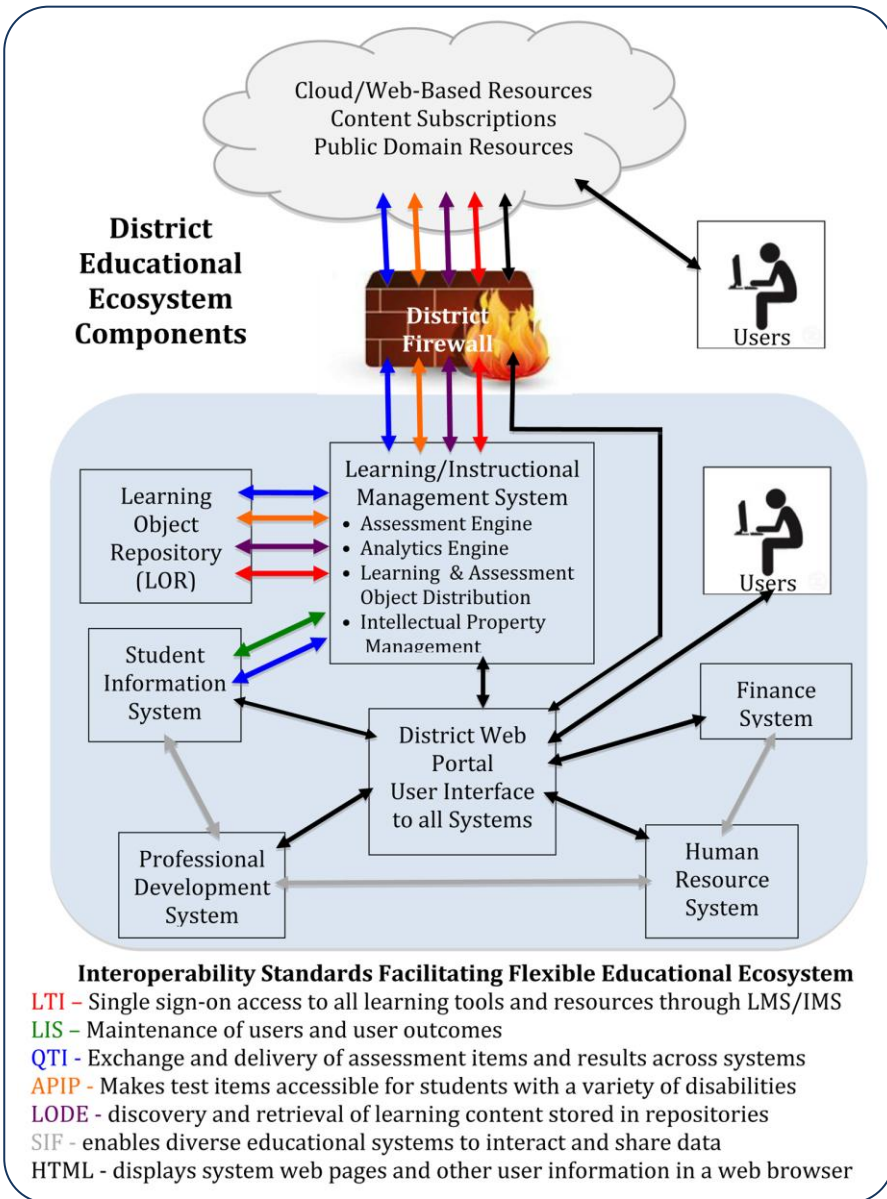 Cloud/Web-Based Resources
Content Subscriptions
Public Domain Resources
District
Educational
Ecosystem
Components
Users
District
Firewall
Learning/Instructional
Management System
• Assessment Engine
• Analytics Engine
• Learning & Assessment
Object Distribution
• Intellectual Property
Management
Learning
Object
Repository
(LOR)
Users
Student
Information
System
Finance
System
District Web
Portal
User Interface
to all Systems
Professional
Development
System
Human
Resource
System
Interoperability Standards Facilitating Flexible Educational Ecosystem
LTI – Single sign-on access to all learning tools and resources through LMS/IMS
LIS – Maintenance of users and user outcomes
QTI - Exchange and delivery of assessment items and results across systems
APIP - Makes test items accessible for students with a variety of disabilities
LODE - discovery and retrieval of learning content stored in repositories
SIF - enables diverse educational systems to interact and share data
HTML - displays system web pages and other user information in a web browser